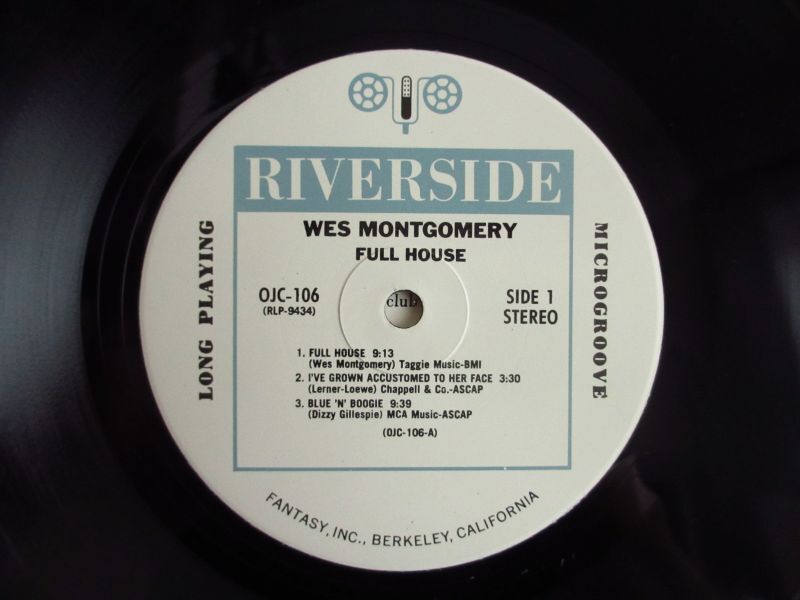 RIVERSIDE
WES MONTGOMERY
FULL HOUSE
LONG PLAYING
MICROGROOVE
OJC-106
(RLP-9434)
club
SIDE 1
STEREO
1. FULL HOUSE 9:13
(Wes Montgomery) Taggie Music-BMI
2. I'VE GROWN ACCUSTOMED TO HER FACE 3:30
(Lerner-Loewe) Chappell & Co.-ASCAP
3. BLUE 'N' BOOGIE 9:39
(Dizzy Gillespie) MCA Music-ASCAP
(OJC-106-A)
FANTASY, INC., BERKELEY, CALIFORNIA